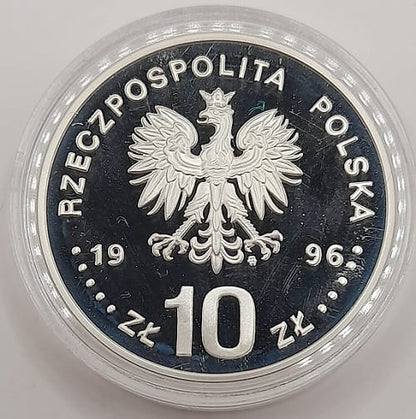 RZECZPOSPOLITA POLSKA
19 96
ZŁ 10 ZŁ